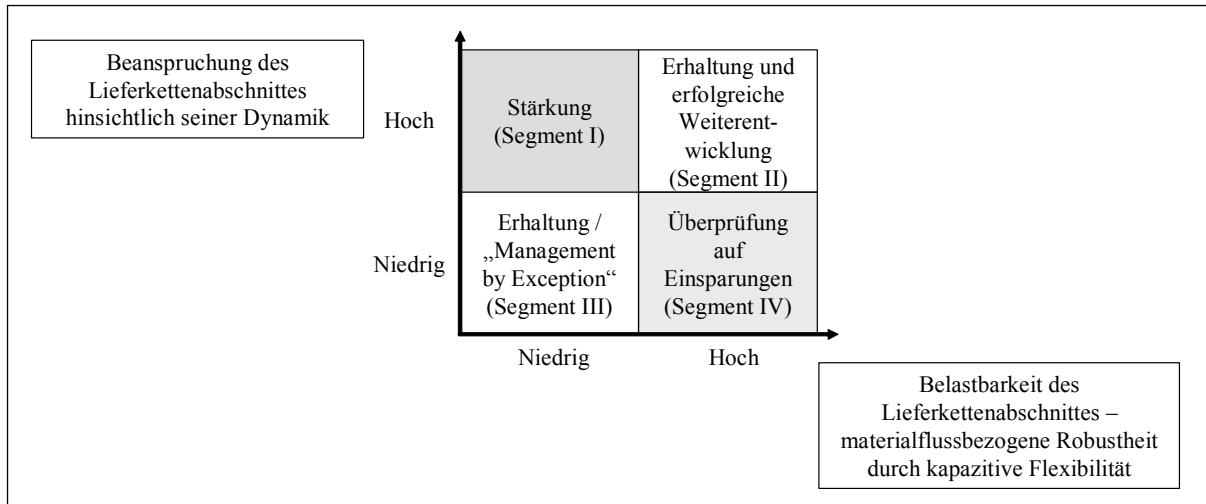 Beanspruchung des
Lieferkettenabschnittes
hinsichtlich seiner Dynamik
Hoch
Stärkung
(Segment I)
Erhaltung und
erfolgreiche
Weiterent-
wicklung
(Segment II)
Niedrig
Erhaltung /
„Management
by Exception“
(Segment III)
Überprüfung
auf
Einsparungen
(Segment IV)
Niedrig
Hoch
Belastbarkeit des
Lieferkettenabschnittes –
materialflussbezogene Robustheit
durch kapazitive Flexibilität